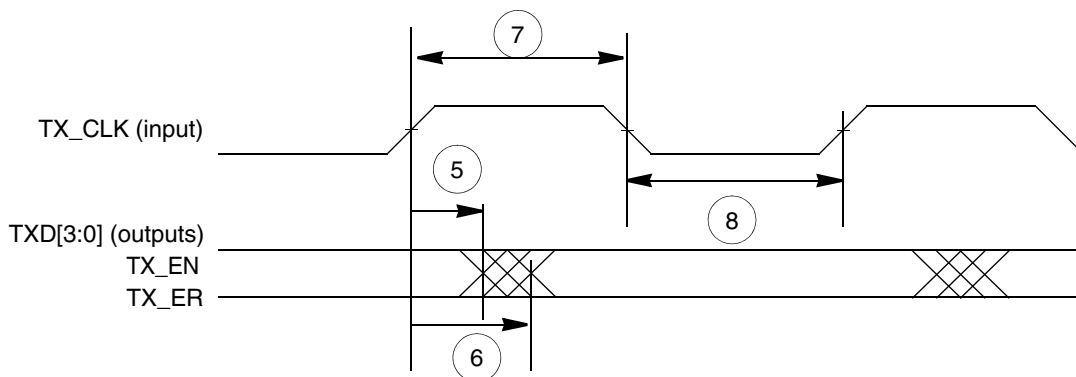 7
TX_CLK (input)
5
8
TXD[3:0] (outputs)
TX_EN
TX_ER
6